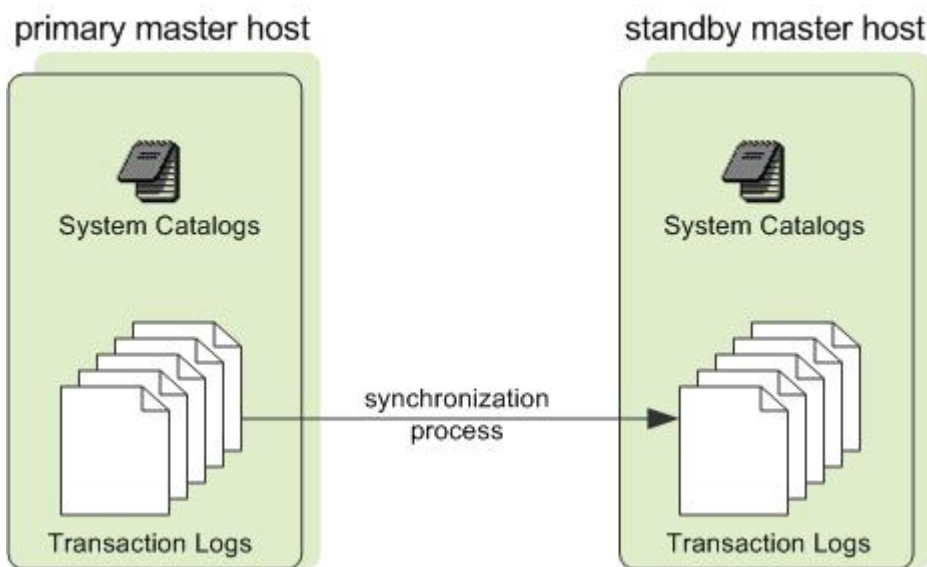 primary master host
standby master host
System Catalogs
System Catalogs
synchronization
process
Transaction Logs
Transaction Logs